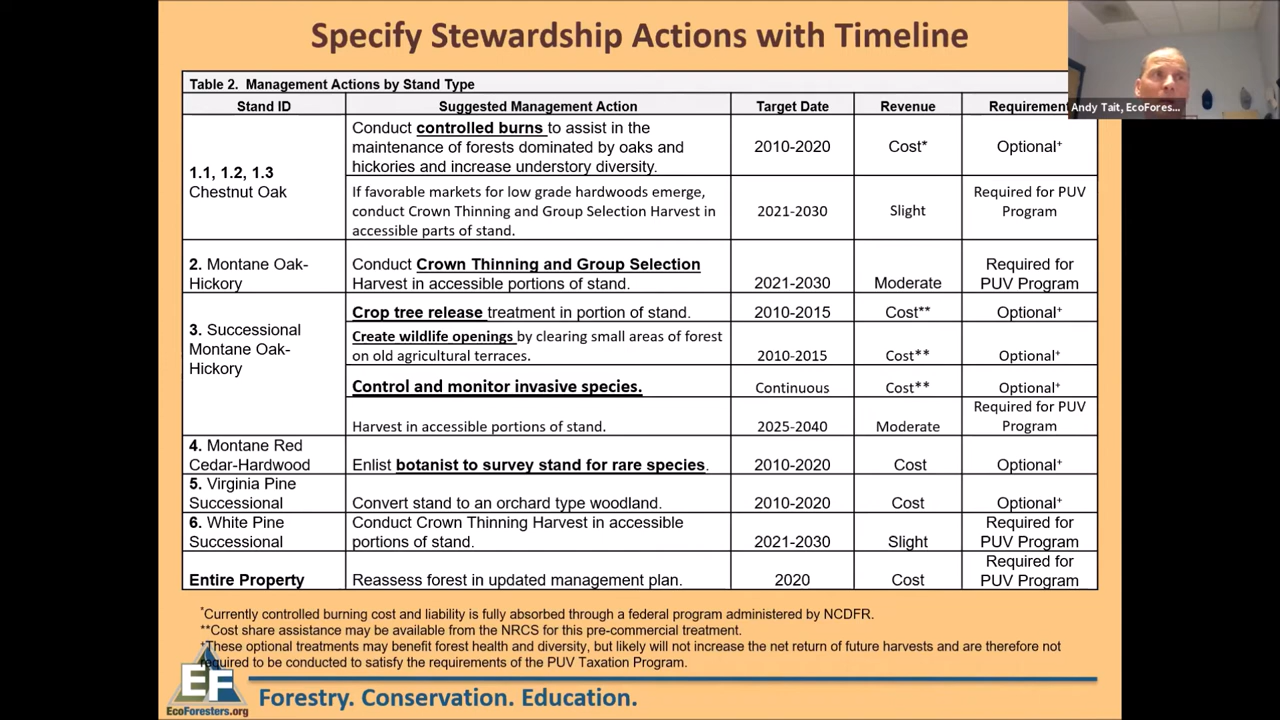 Specify Stewardship Actions with Timeline
Andy Tait, EcoFores...
Table 2. Management Actions by Stand Type
Stand ID Suggested Management Action Target Date Revenue Requirement
1.1, 1.2, 1.3
Chestnut Oak
Conduct controlled burns to assist in the
maintenance of forests dominated by oaks and
hickories and increase understory diversity.
2010-2020 Cost* Optional⁺
If favorable markets for low grade hardwoods emerge,
conduct Crown Thinning and Group Selection Harvest in
accessible parts of stand.
2021-2030 Slight
Required for PUV
Program
2. Montane Oak-
Hickory
Conduct Crown Thinning and Group Selection
Harvest in accessible portions of stand.
2021-2030 Moderate
Required for
PUV Program
3. Successional
Montane Oak-
Hickory
Crop tree release treatment in portion of stand. 2010-2015 Cost** Optional⁺
Create wildlife openings by clearing small areas of forest
on old agricultural terraces.
2010-2015 Cost** Optional⁺
Control and monitor invasive species. Continuous Cost** Optional⁺
Harvest in accessible portions of stand. 2025-2040 Moderate
Required for PUV
Program
4. Montane Red
Cedar-Hardwood
Enlist botanist to survey stand for rare species. 2010-2020 Cost Optional⁺
5. Virginia Pine
Successional
Convert stand to an orchard type woodland. 2010-2020 Cost Optional⁺
6. White Pine
Successional
Conduct Crown Thinning Harvest in accessible
portions of stand.
2021-2030 Slight
Required for
PUV Program
Entire Property Reassess forest in updated management plan. 2020 Cost
Required for
PUV Program
*Currently controlled burning cost and liability is fully absorbed through a federal program administered by NCDFR.
**Cost share assistance may be available from the NRCS for this pre-commercial treatment.
⁺These optional treatments may benefit forest health and diversity, but likely will not increase the net return of future harvests and are therefore not
required to be conducted to satisfy the requirements of the PUV Taxation Program.
EF
EcoForesters.org
Forestry. Conservation. Education.